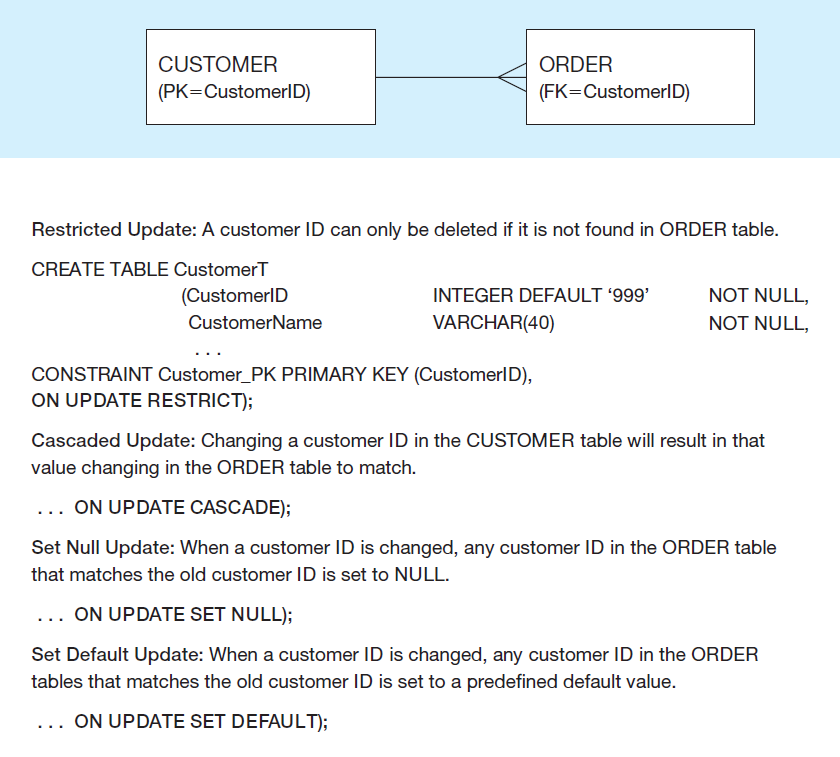 CUSTOMER
(PK=CustomerID)
ORDER
(FK=CustomerID)
Restricted Update: A customer ID can only be deleted if it is not found in ORDER table.
CREATE TABLE CustomerT
(CustomerID INTEGER DEFAULT ‘999’ NOT NULL,
CustomerName VARCHAR(40) NOT NULL,
. . .
CONSTRAINT Customer_PK PRIMARY KEY (CustomerID),
ON UPDATE RESTRICT);
Cascaded Update: Changing a customer ID in the CUSTOMER table will result in that
value changing in the ORDER table to match.
. . . ON UPDATE CASCADE);
Set Null Update: When a customer ID is changed, any customer ID in the ORDER table
that matches the old customer ID is set to NULL.
. . . ON UPDATE SET NULL);
Set Default Update: When a customer ID is changed, any customer ID in the ORDER
tables that matches the old customer ID is set to a predefined default value.
. . . ON UPDATE SET DEFAULT);